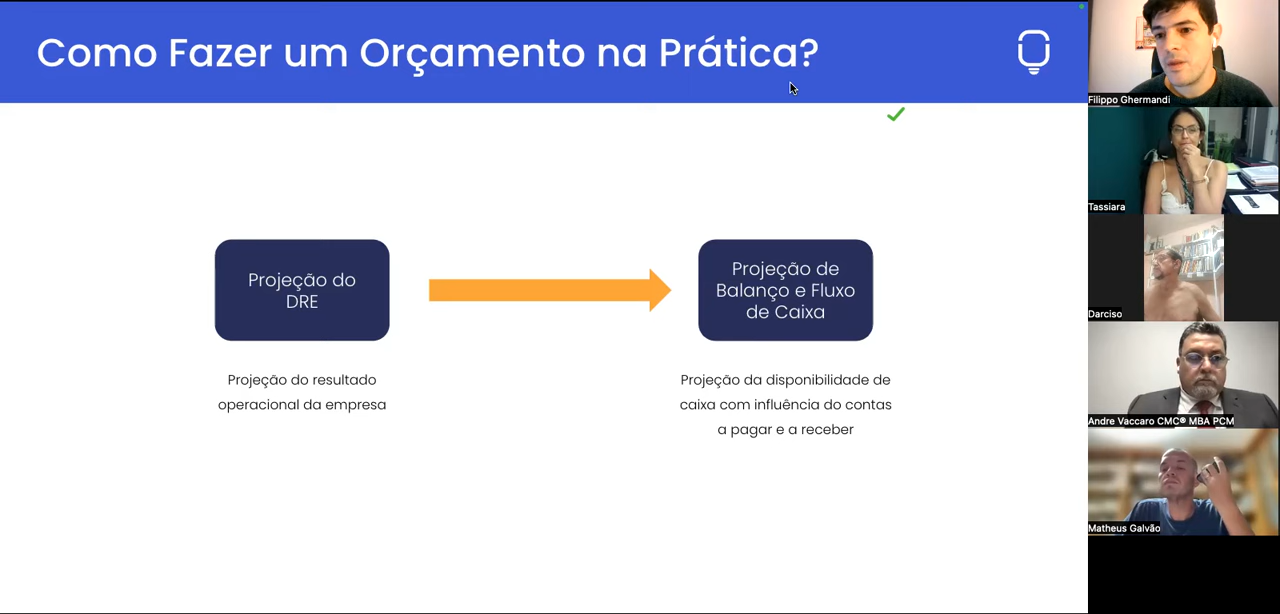 Como Fazer um Orçamento na Prática?
Projeção do
DRE
Projeção do resultado
operacional da empresa
Projeção de
Balanço e Fluxo
de Caixa
Projeção da disponibilidade de
caixa com influência do contas
a pagar e a receber
Filippo Ghermandi
Tassiara
Darciso
Andre Vaccaro CMC® MBA PCM
Matheus Galvão